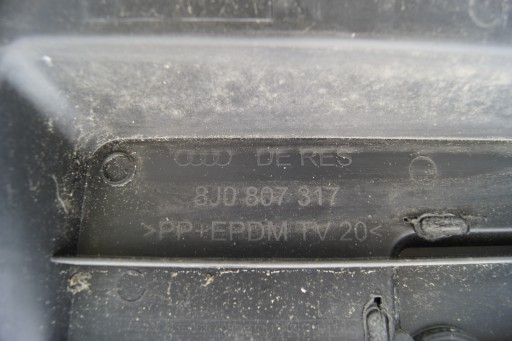 DE RES
8J0 807 317
>PP+EPDM TV 20<